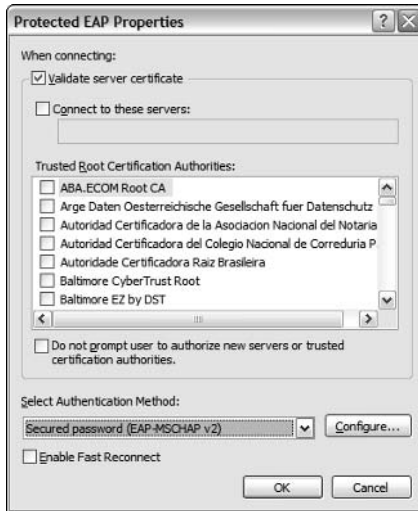 Protected EAP Properties
When connecting:
Validate server certificate
Connect to these servers:
Trusted Root Certification Authorities:
ABA.ECOM Root CA
Arge Daten Oesterreichische Gesellschaft fuer Datenschutz
Autoridad Certificadora de la Asociacion Nacional del Notaria
Autoridad Certificadora del Colegio Nacional de Correduria P
Autoridade Certificadora Raiz Brasileira
Baltimore CyberTrust Root
Baltimore EZ by DST
Do not prompt user to authorize new servers or trusted
certification authorities.
Select Authentication Method:
Secured password (EAP-MSCHAP v2)
Configure...
Enable Fast Reconnect
OK
Cancel